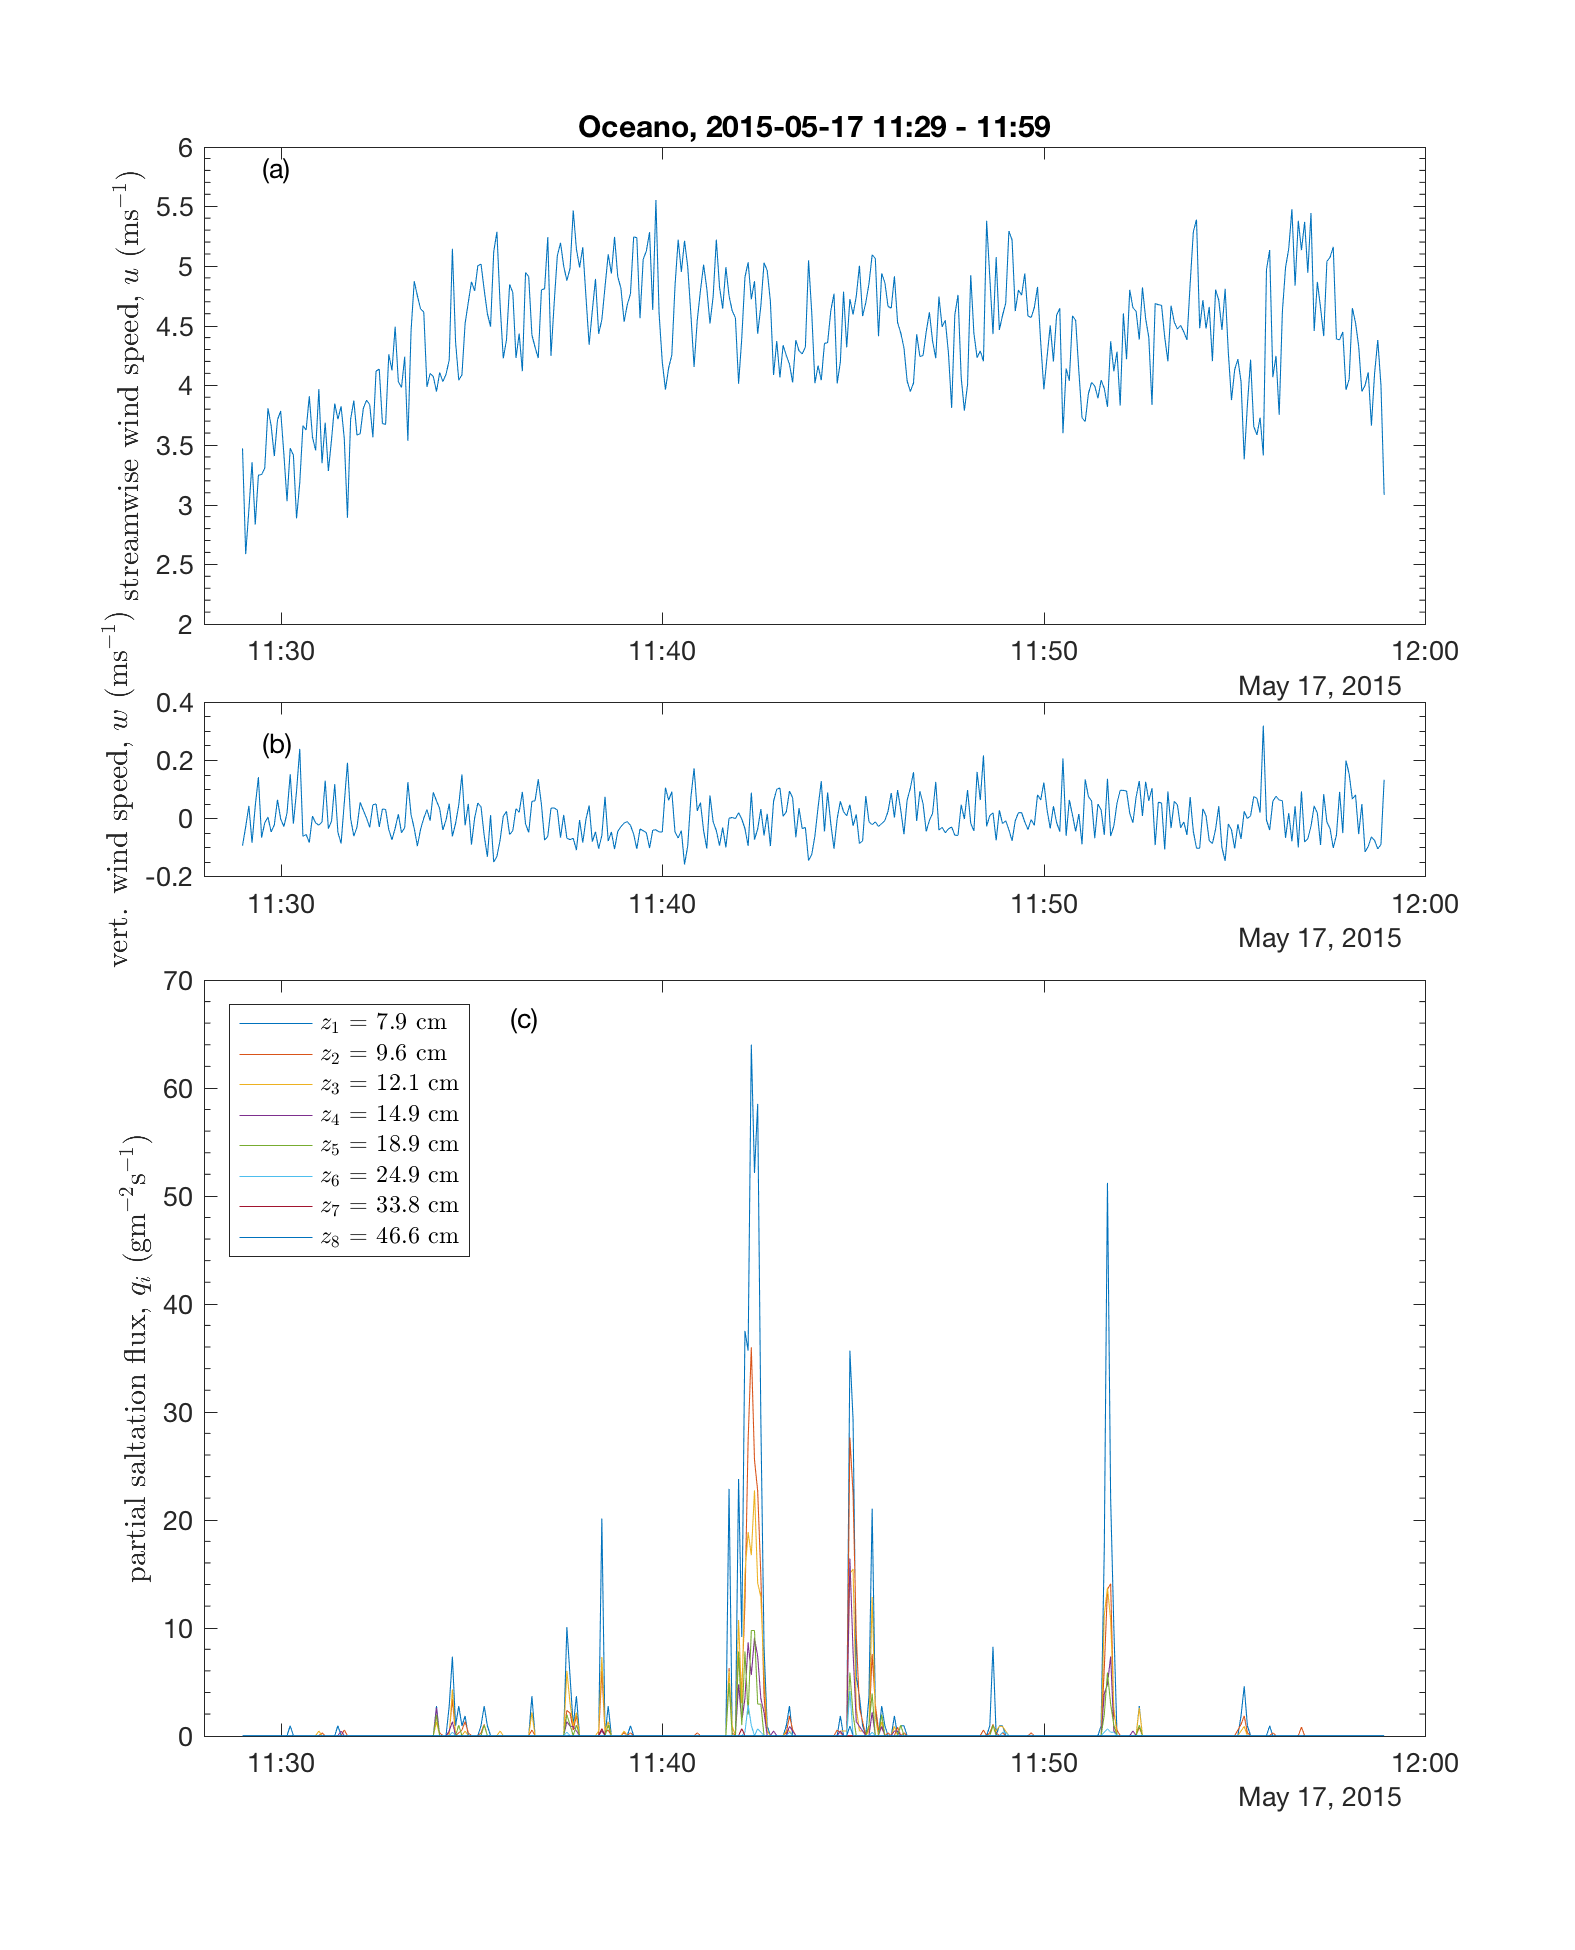 Oceano, 2015-05-17 11:29 - 11:59
(a)
streamwise wind speed, u (ms⁻¹)
6
5.5
5
4.5
4
3.5
3
2.5
2
11:30 11:40 11:50 12:00
May 17, 2015
(b)
vert. wind speed, w (ms⁻¹)
0.4
0.2
0
-0.2
11:30 11:40 11:50 12:00
May 17, 2015
(c)
partial saltation flux, qᵢ (gm⁻²s⁻¹)
70
60
50
40
30
20
10
0
z₁ = 7.9 cm
z₂ = 9.6 cm
z₃ = 12.1 cm
z₄ = 14.9 cm
z₅ = 18.9 cm
z₆ = 24.9 cm
z₇ = 33.8 cm
z₈ = 46.6 cm
11:30 11:40 11:50 12:00
May 17, 2015